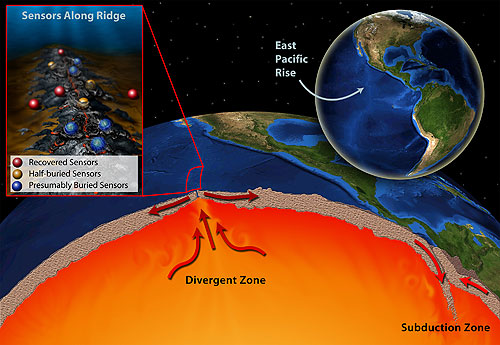 Sensors Along Ridge
Recovered Sensors
Half-buried Sensors
Presumably Buried Sensors
East
Pacific
Rise
Divergent Zone
Subduction Zone